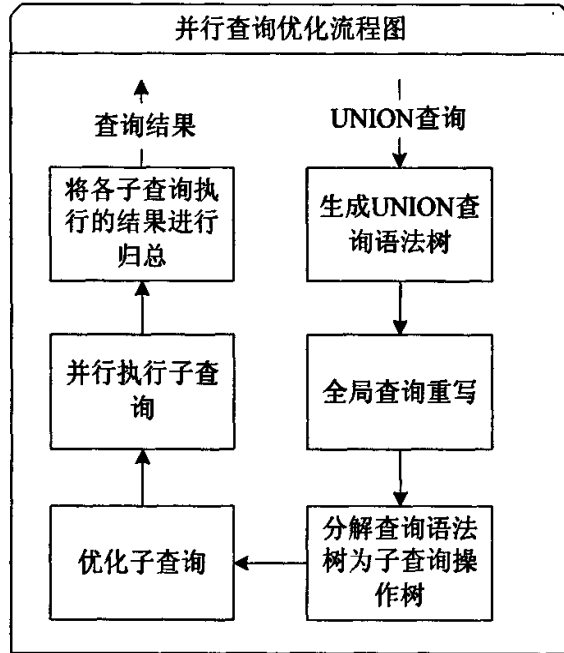 并行查询优化流程图
查询结果
UNION查询
将各子查询执
行的结果进行
归总
生成UNION查
询语法树
并行执行子查
询
全局查询重写
优化子查询
分解查询语法
树为子查询操
作树